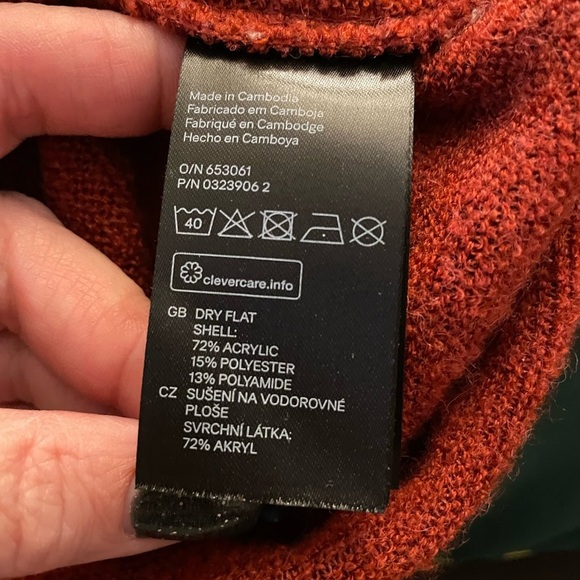 Made in Cambodia
Fabricado em Camboja
Fabriqué en Cambodge
Hecho en Camboya
O/N 653061
P/N 0323906 2
40
clevercare.info
GB DRY FLAT
SHELL:
72% ACRYLIC
15% POLYESTER
13% POLYAMIDE
CZ SUŠENÍ NA VODOROVNÉ
PLOŠE
SVRCHNÍ LÁTKA:
72% AKRYL